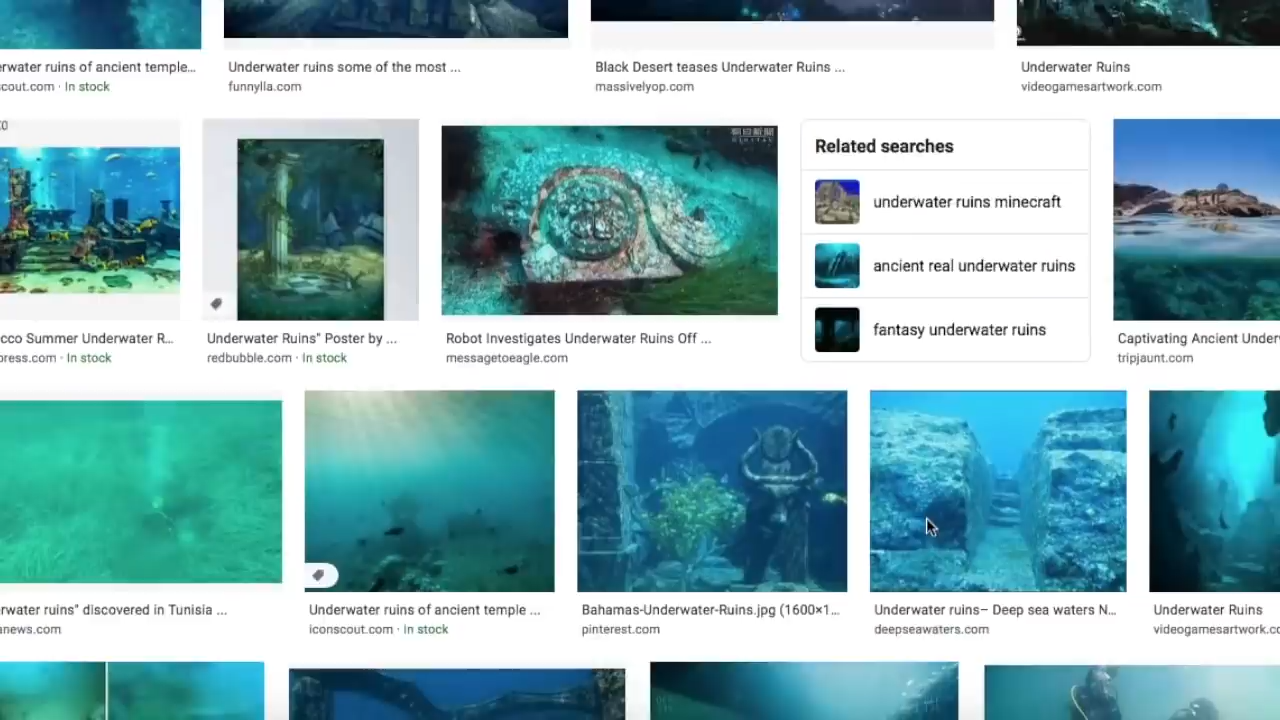 erwater ruins of ancient temple...
cout.com · In stock
Underwater ruins some of the most ...
funnylla.com
Black Desert teases Underwater Ruins ...
massivelyop.com
Underwater Ruins
videogamesartwork.com
Related searches
underwater ruins minecraft
ancient real underwater ruins
fantasy underwater ruins
cco Summer Underwater R...
press.com · In stock
Underwater Ruins" Poster by ...
redbubble.com · In stock
Robot Investigates Underwater Ruins Off ...
messagetoeagle.com
Captivating Ancient Under
tripjaunt.com
rwater ruins" discovered in Tunisia ...
anews.com
Underwater ruins of ancient temple ...
iconscout.com · In stock
Bahamas-Underwater-Ruins.jpg (1600×1...
pinterest.com
Underwater ruins– Deep sea waters N...
deepseawaters.com
Underwater Ruins
videogamesartwork.co